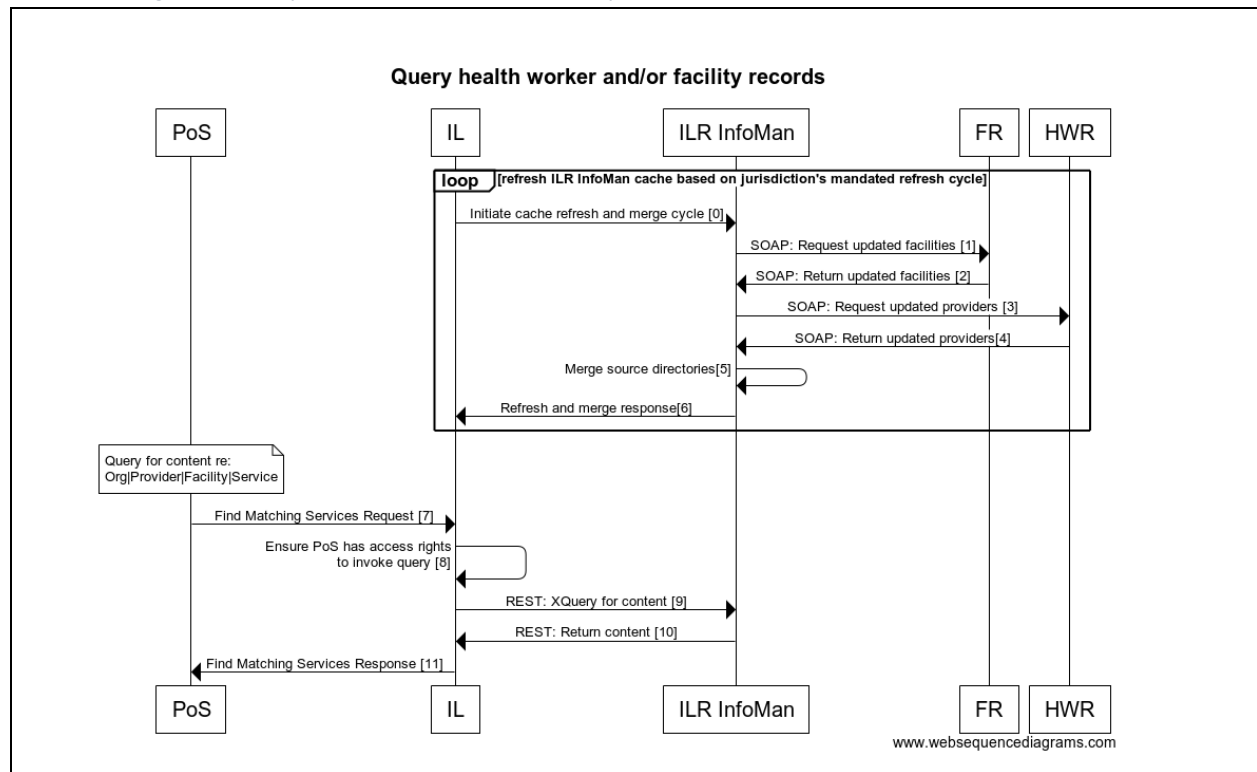 Query health worker and/or facility records
PoS
IL
ILR InfoMan
FR
HWR
loop
[refresh ILR InfoMan cache based on jurisdiction's mandated refresh cycle]
Initiate cache refresh and merge cycle [0]
SOAP: Request updated facilities [1]
SOAP: Return updated facilities [2]
SOAP: Request updated providers [3]
SOAP: Return updated providers[4]
Merge source directories[5]
Refresh and merge response[6]
Query for content re:
Org|Provider|Facility|Service
Find Matching Services Request [7]
Ensure PoS has access rights
to invoke query [8]
REST: XQuery for content [9]
REST: Return content [10]
Find Matching Services Response [11]
PoS
IL
ILR InfoMan
FR
HWR
www.websequencediagrams.com